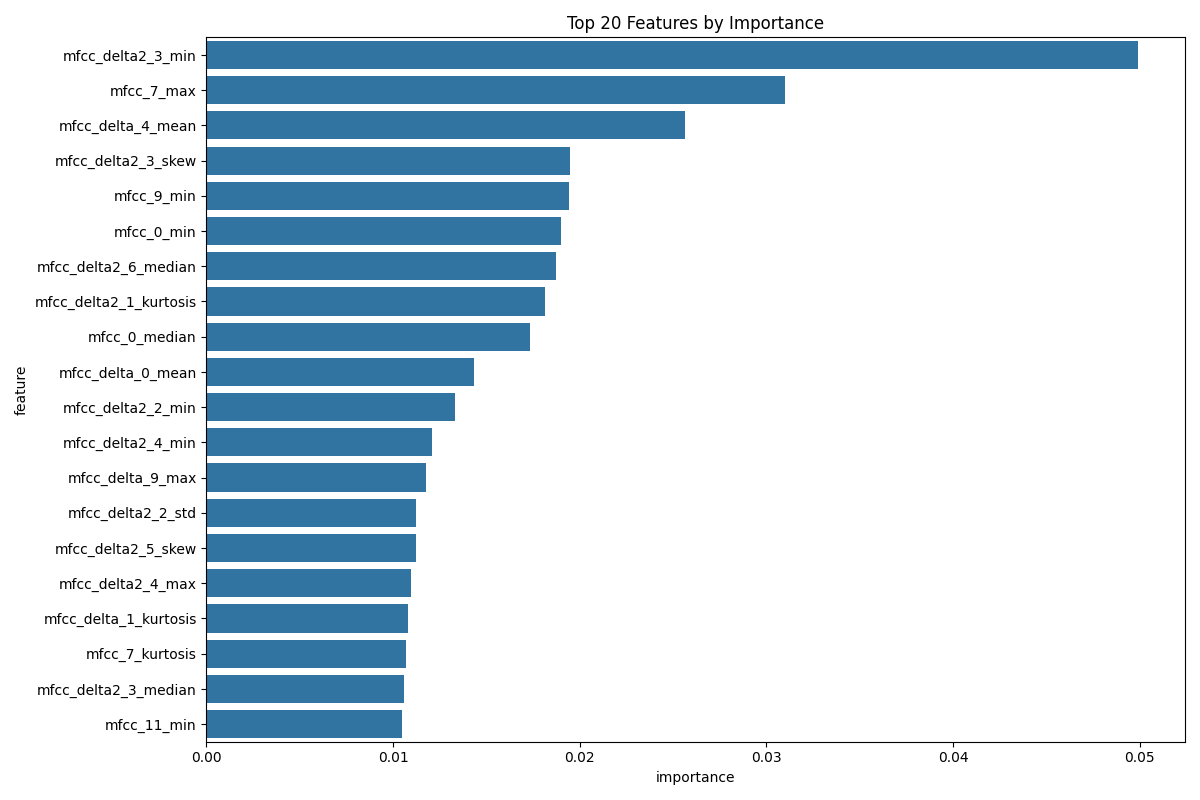 Top 20 Features by Importance
mfcc_delta2_3_min
mfcc_7_max
mfcc_delta_4_mean
mfcc_delta2_3_skew
mfcc_9_min
mfcc_0_min
mfcc_delta2_6_median
mfcc_delta2_1_kurtosis
mfcc_0_median
mfcc_delta_0_mean
mfcc_delta2_2_min
mfcc_delta2_4_min
mfcc_delta_9_max
mfcc_delta2_2_std
mfcc_delta2_5_skew
mfcc_delta2_4_max
mfcc_delta_1_kurtosis
mfcc_7_kurtosis
mfcc_delta2_3_median
mfcc_11_min
feature
0.00 0.01 0.02 0.03 0.04 0.05
importance